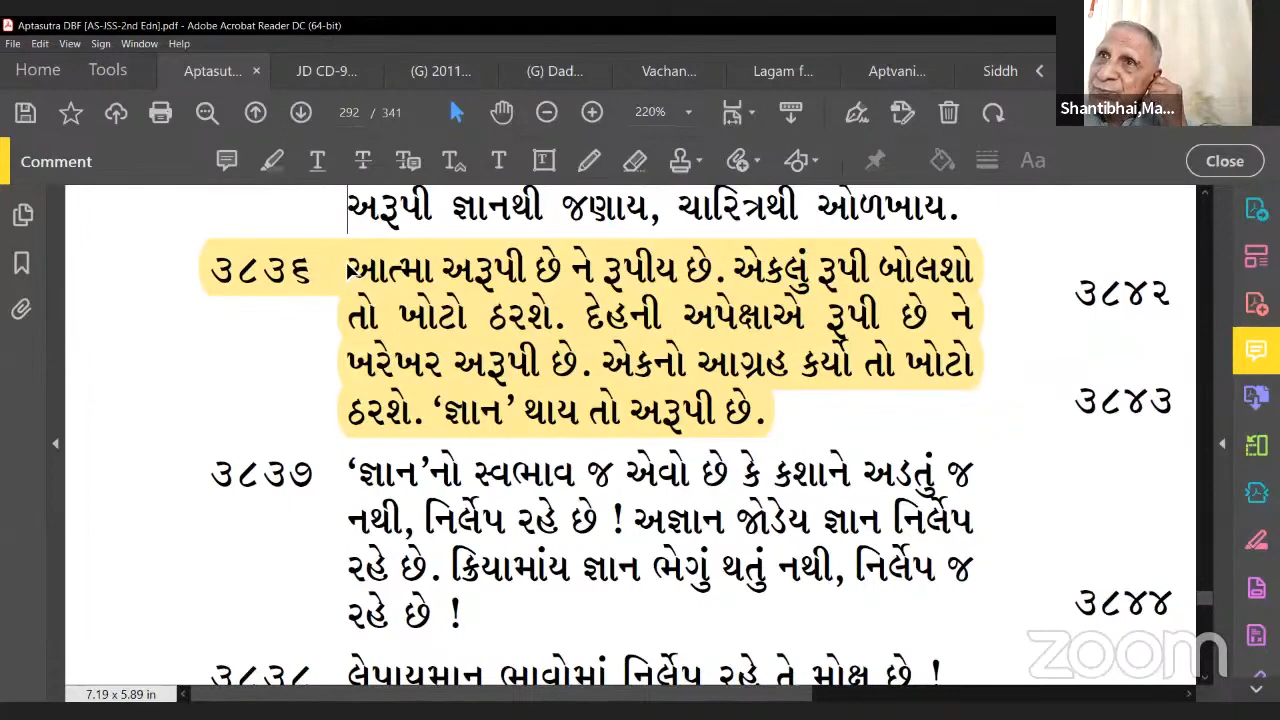 Aptasutra DBF [AS-JSS-2nd Edn].pdf - Adobe Acrobat Reader DC (64-bit)
File Edit View Sign Window Help
Home Tools Aptasut... × JD CD-9... (G) 2011... (G) Dad... Vachan... Lagam f... Aptvani... Siddh
Shantibhai,Ma...
292 / 341 220%
Comment Close
અરૂપી જ્ઞાનથી જણાય, ચારિત્રથી ઓળખાય.
૩૮૩૬ આત્મા અરૂપી છે ને રૂપીય છે. એકલું રૂપી બોલશો
તો ખોટો ઠરશે. દેહની અપેક્ષાએ રૂપી છે ને
ખરેખર અરૂપી છે. એકનો આગ્રહ કર્યો તો ખોટો
ઠરશે. ‘જ્ઞાન’ થાય તો અરૂપી છે.
૩૮૪૨
૩૮૪૩
૩૮૩૭ ‘જ્ઞાન’નો સ્વભાવ જ એવો છે કે કશાને અડતું જ
નથી, નિર્લેપ રહે છે ! અજ્ઞાન જોડેય જ્ઞાન નિર્લેપ
રહે છે. ક્રિયામાંય જ્ઞાન ભેગું થતું નથી, નિર્લેપ જ
રહે છે !
૩૮૪૪
૩૮૩૮ લેપાયમાન ભાવોમાં નિર્લેપ રહે તે મોક્ષ છે !
zoom
7.19 x 5.89 in